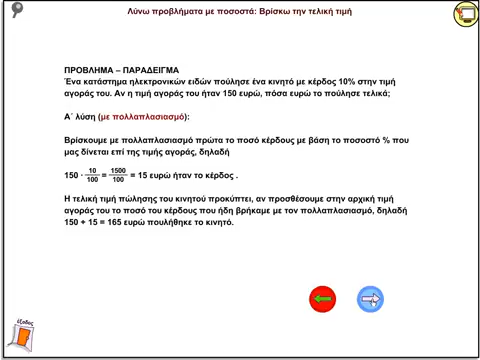 Λύνω προβλήματα με ποσοστά: Βρίσκω την τελική τιμή
ΠΡΟΒΛΗΜΑ – ΠΑΡΑΔΕΙΓΜΑ
Ένα κατάστημα ηλεκτρονικών ειδών πούλησε ένα κινητό με κέρδος 10% στην τιμή
αγοράς του. Αν η τιμή αγοράς του ήταν 150 ευρώ, πόσα ευρώ το πούλησε τελικά;
Α΄ λύση (με πολλαπλασιασμό):
Βρίσκουμε με πολλαπλασιασμό πρώτα το ποσό κέρδους με βάση το ποσοστό % που
μας δίνεται επί της τιμής αγοράς, δηλαδή
150 · 10/100 = 1500/100 = 15 ευρώ ήταν το κέρδος .
Η τελική τιμή πώλησης του κινητού προκύπτει, αν προσθέσουμε στην αρχική τιμή
αγοράς του το ποσό του κέρδους που ήδη βρήκαμε με τον πολλαπλασιασμό, δηλαδή
150 + 15 = 165 ευρώ πουλήθηκε το κινητό.
έξοδος